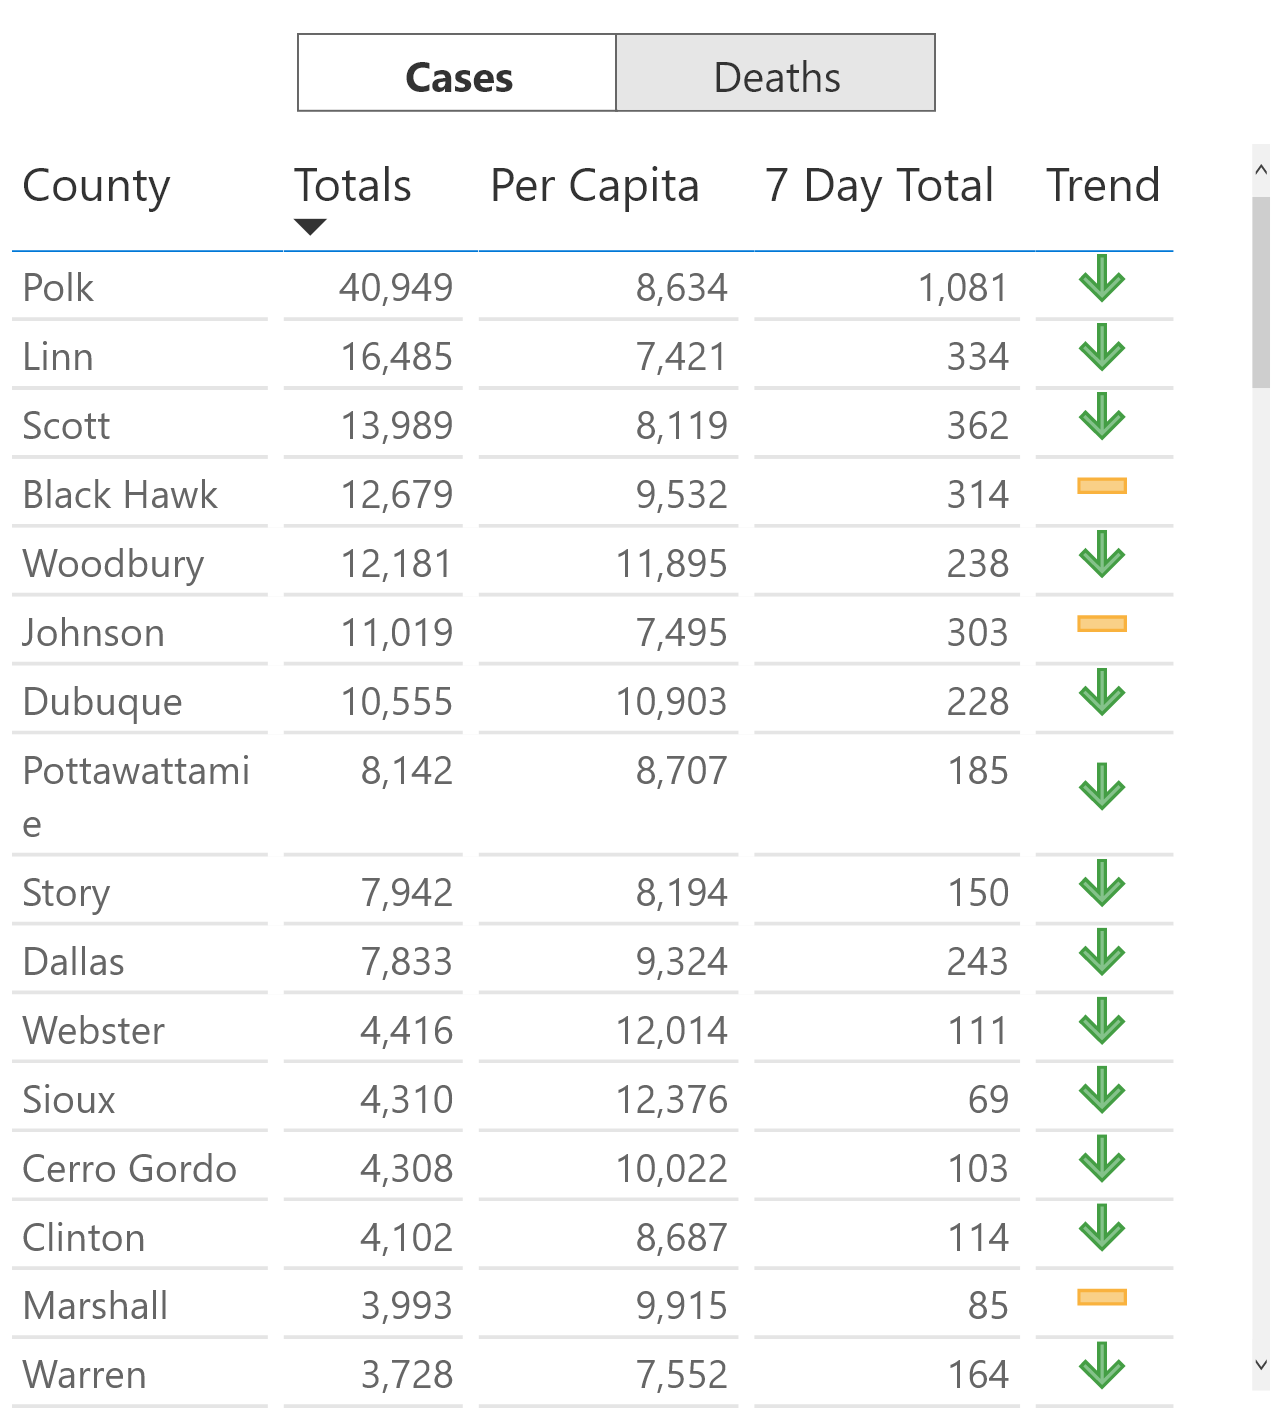 Cases Deaths
County Totals Per Capita 7 Day Total Trend
Polk 40,949 8,634 1,081
Linn 16,485 7,421 334
Scott 13,989 8,119 362
Black Hawk 12,679 9,532 314
Woodbury 12,181 11,895 238
Johnson 11,019 7,495 303
Dubuque 10,555 10,903 228
Pottawattami 8,142 8,707 185
e
Story 7,942 8,194 150
Dallas 7,833 9,324 243
Webster 4,416 12,014 111
Sioux 4,310 12,376 69
Cerro Gordo 4,308 10,022 103
Clinton 4,102 8,687 114
Marshall 3,993 9,915 85
Warren 3,728 7,552 164